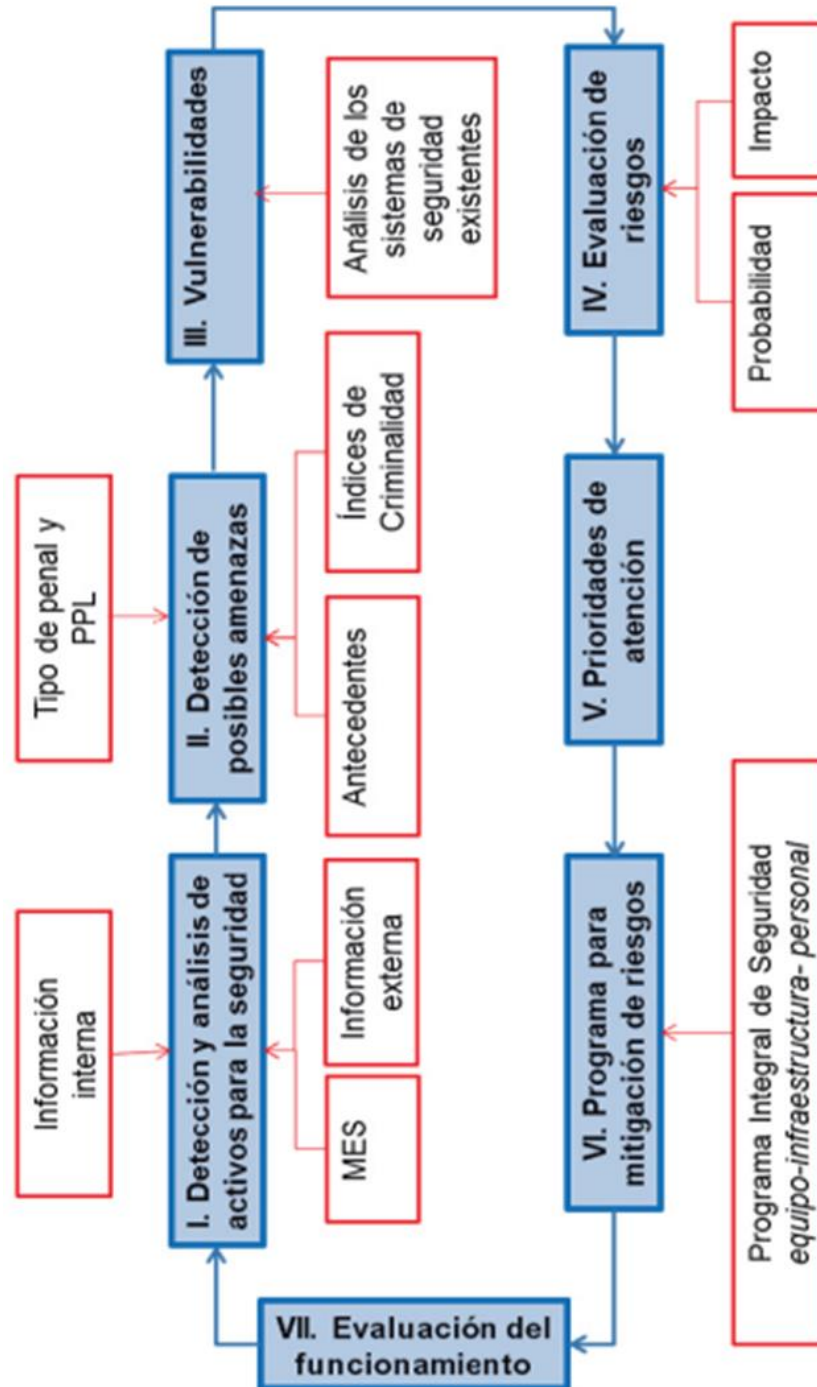 Información
interna
Tipo de penal y
PPL
I. Detección y análisis de
activos para la seguridad
II. Detección de
posibles amenazas
III. Vulnerabilidades
MES
Información
externa
Antecedentes
Índices de
Criminalidad
Análisis de los
sistemas de
seguridad
existentes
VII. Evaluación del
funcionamiento
VI. Programa para
mitigación de riesgos
V. Prioridades de
atención
IV. Evaluación de
riesgos
Programa Integral de Seguridad
equipo-infraestructura- personal
Probabilidad
Impacto